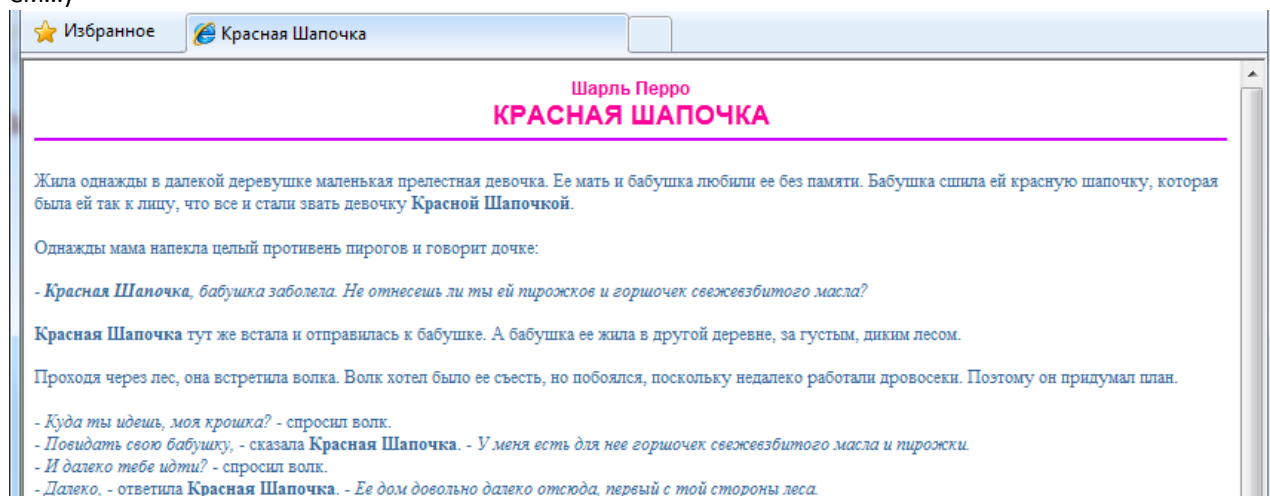 Избранное Красная Шапочка
Шарль Перро
КРАСНАЯ ШАПОЧКА
Жила однажды в далекой деревушке маленькая прелестная девочка. Ее мать и бабушка любили ее без памяти. Бабушка сшила ей красную шапочку, которая
была ей так к лицу, что все и стали звать девочку Красной Шапочкой.
Однажды мама напекла целый противень пирогов и говорит дочке:
- Красная Шапочка, бабушка заболела. Не отнесешь ли ты ей пирожков и горшочек свежевзбитого масла?
Красная Шапочка тут же встала и отправилась к бабушке. А бабушка ее жила в другой деревне, за густым, диким лесом.
Проходя через лес, она встретила волка. Волк хотел было ее съесть, но побоялся, поскольку недалеко работали дровосеки. Поэтому он придумал план.
- Куда ты идешь, моя крошка? - спросил волк.
- Повидать свою бабушку, - сказала Красная Шапочка. - У меня есть для нее горшочек свежевзбитого масла и пирожки.
- И далеко тебе идти? - спросил волк.
- Далеко, - ответила Красная Шапочка. - Ее дом довольно далеко отсюда, первый с той стороны леса.